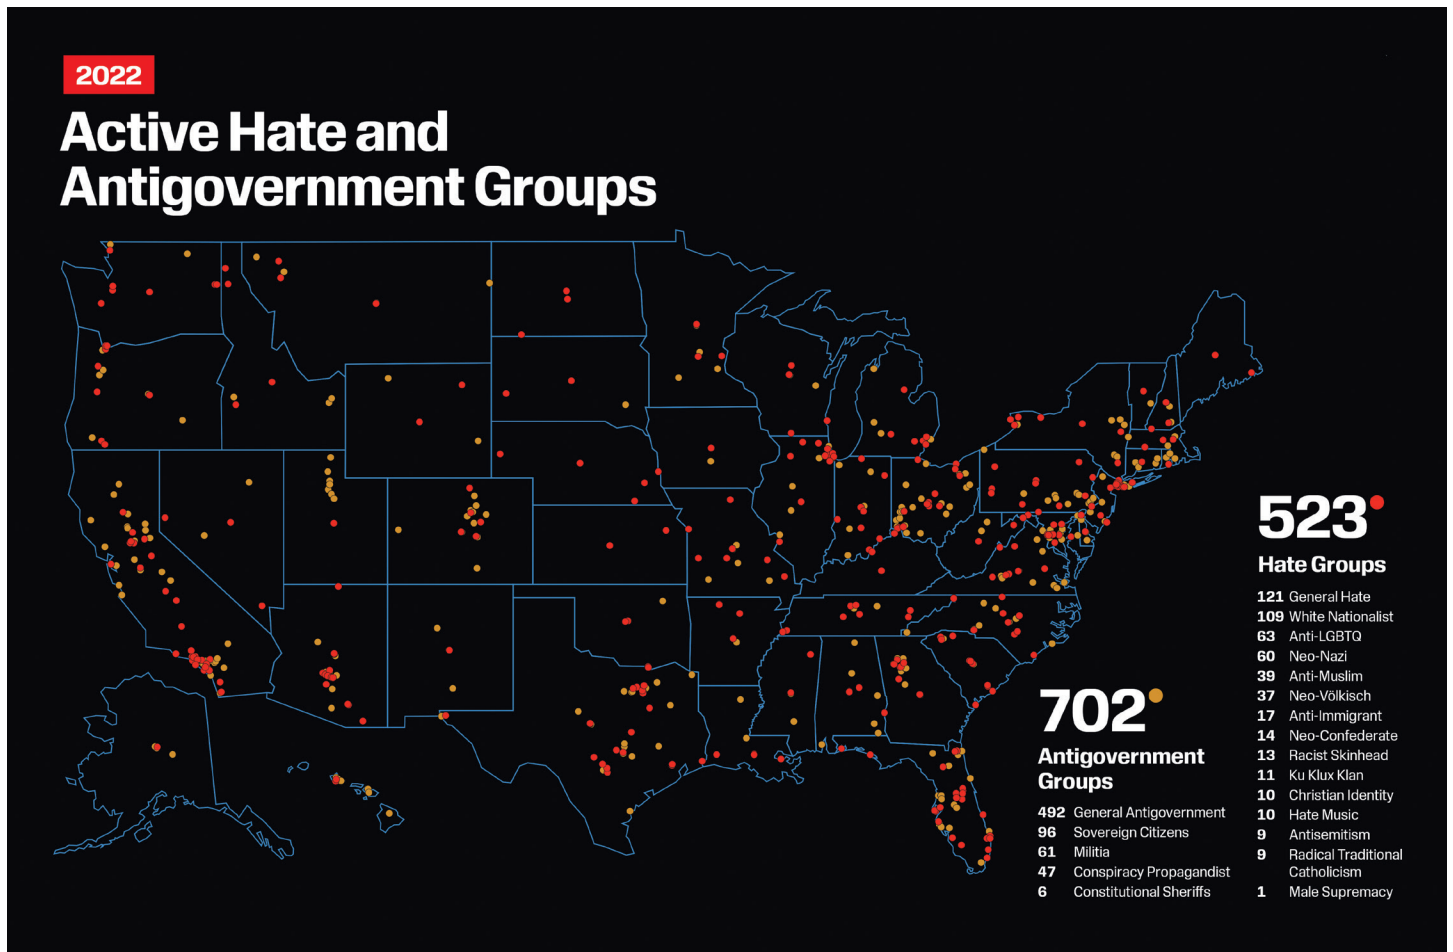 2022
Active Hate and
Antigovernment Groups
523
Hate Groups
121 General Hate
109 White Nationalist
63 Anti-LGBTQ
60 Neo-Nazi
39 Anti-Muslim
37 Neo-Völkisch
17 Anti-Immigrant
14 Neo-Confederate
13 Racist Skinhead
11 Ku Klux Klan
10 Christian Identity
10 Hate Music
9 Antisemitism
9 Radical Traditional
Catholicism
1 Male Supremacy
702
Antigovernment
Groups
492 General Antigovernment
96 Sovereign Citizens
61 Militia
47 Conspiracy Propagandist
6 Constitutional Sheriffs